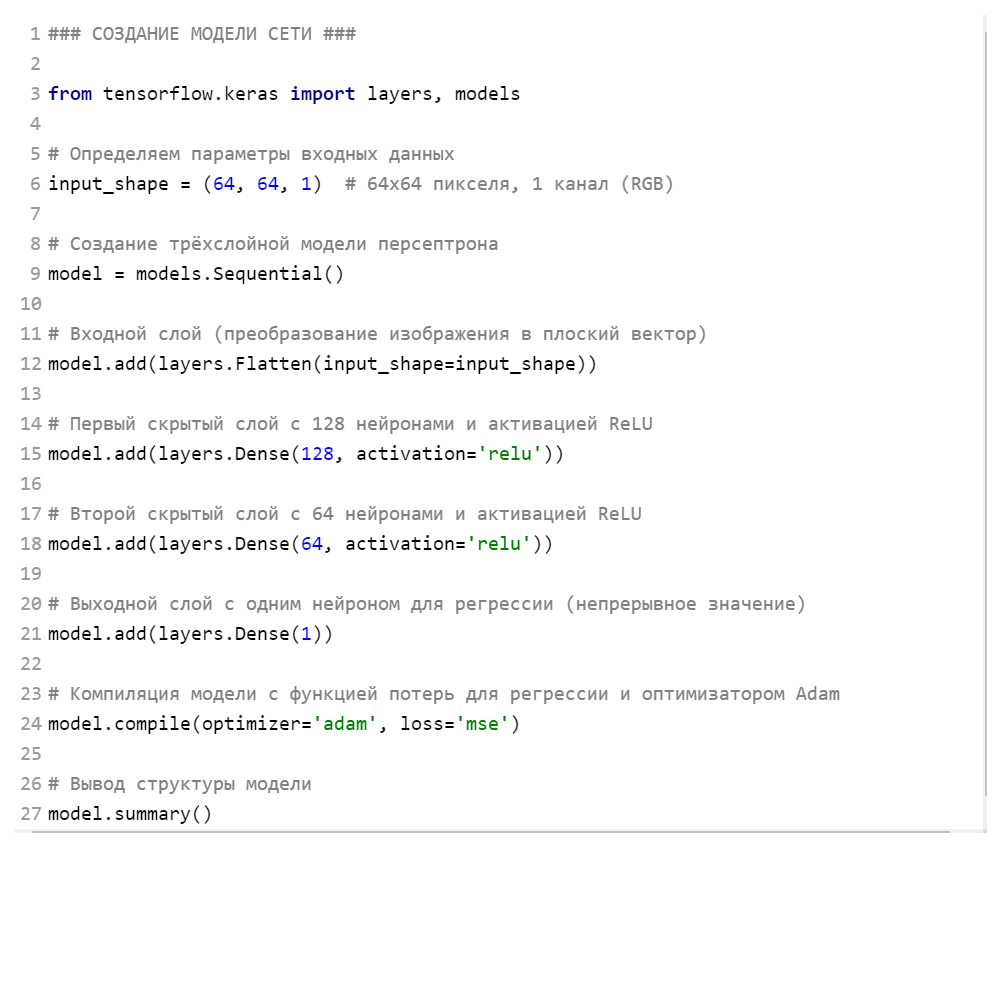 1 ### СОЗДАНИЕ МОДЕЛИ СЕТИ ###
2
3 from tensorflow.keras import layers, models
4
5 # Определяем параметры входных данных
6 input_shape = (64, 64, 1)  # 64x64 пикселя, 1 канал (RGB)
7
8 # Создание трёхслойной модели персептрона
9 model = models.Sequential()
10
11 # Входной слой (преобразование изображения в плоский вектор)
12 model.add(layers.Flatten(input_shape=input_shape))
13
14 # Первый скрытый слой с 128 нейронами и активацией ReLU
15 model.add(layers.Dense(128, activation='relu'))
16
17 # Второй скрытый слой с 64 нейронами и активацией ReLU
18 model.add(layers.Dense(64, activation='relu'))
19
20 # Выходной слой с одним нейроном для регрессии (непрерывное значение)
21 model.add(layers.Dense(1))
22
23 # Компиляция модели с функцией потерь для регрессии и оптимизатором Adam
24 model.compile(optimizer='adam', loss='mse')
25
26 # Вывод структуры модели
27 model.summary()